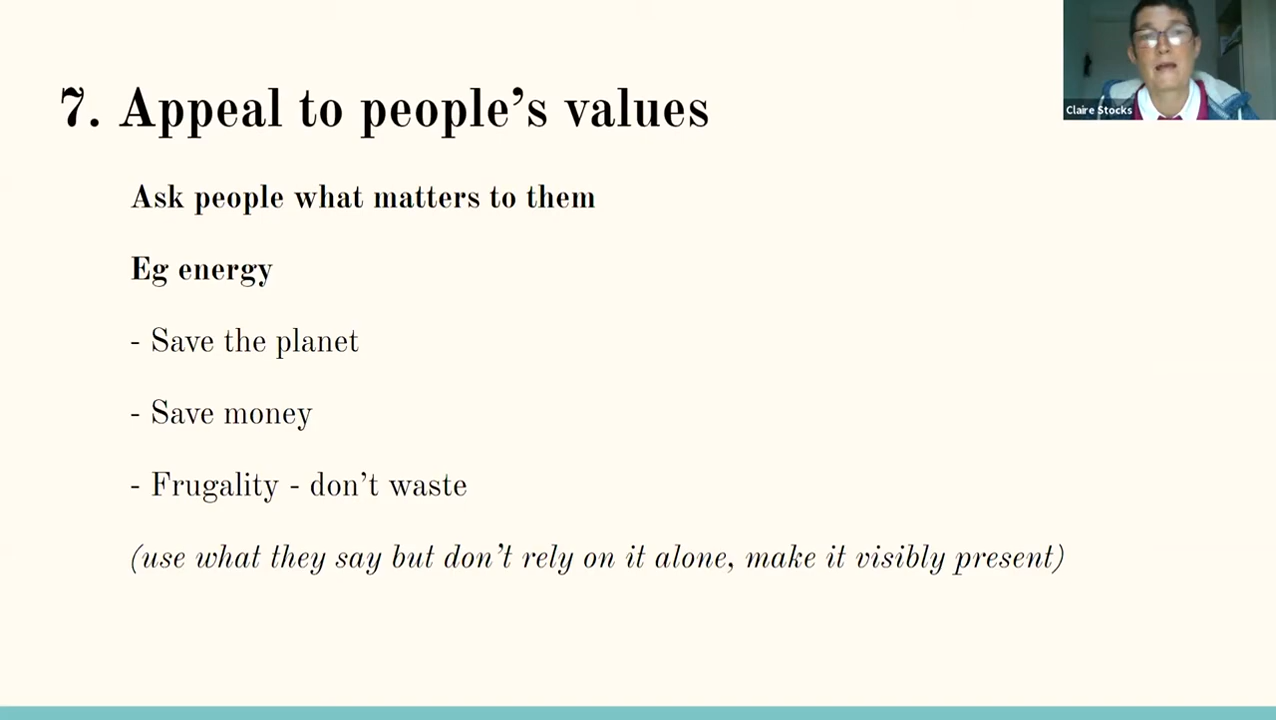 7. Appeal to people’s values
Claire Stocks
Ask people what matters to them
Eg energy
- Save the planet
- Save money
- Frugality - don’t waste
(use what they say but don’t rely on it alone, make it visibly present)